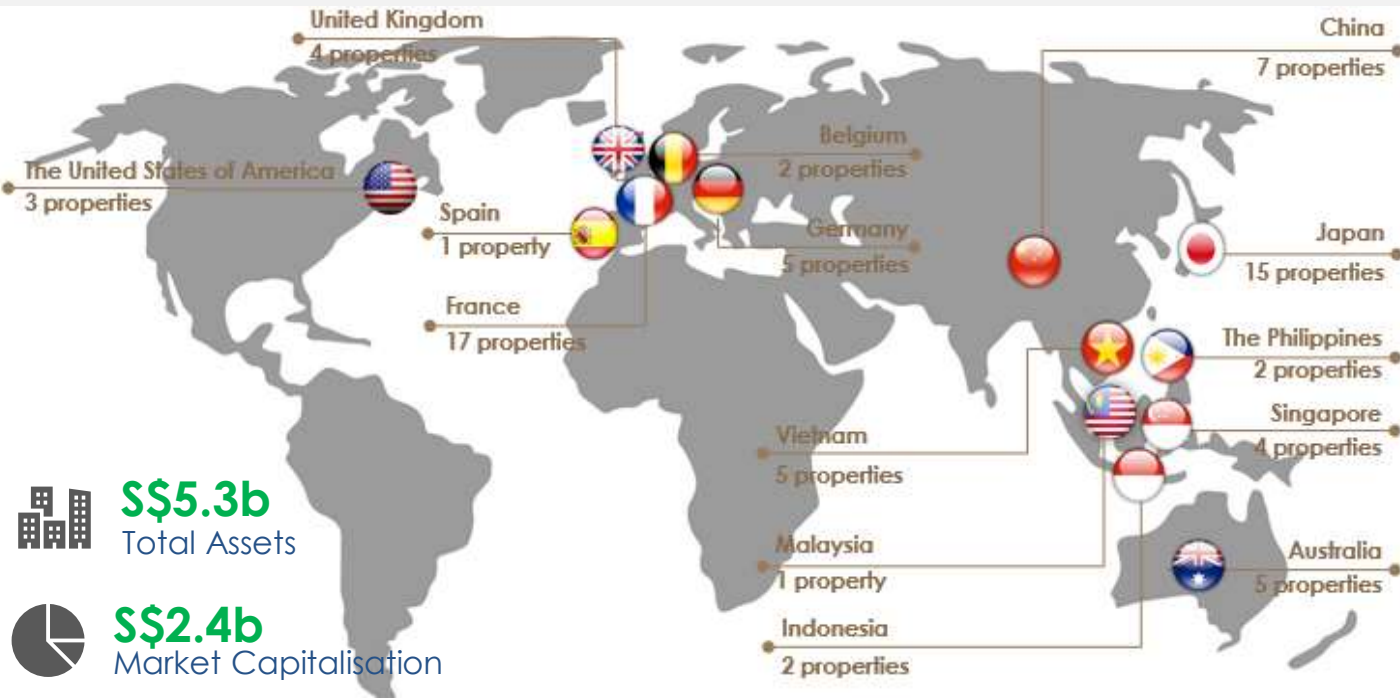 United Kingdom
4 properties
China
7 properties
Belgium
2 properties
The United States of America
3 properties
Spain
1 property
Germany
5 properties
Japan
15 properties
France
17 properties
The Philippines
2 properties
Singapore
4 properties
Vietnam
5 properties
S$5.3b
Total Assets
Malaysia
1 property
Australia
5 properties
S$2.4b
Market Capitalisation
Indonesia
2 properties